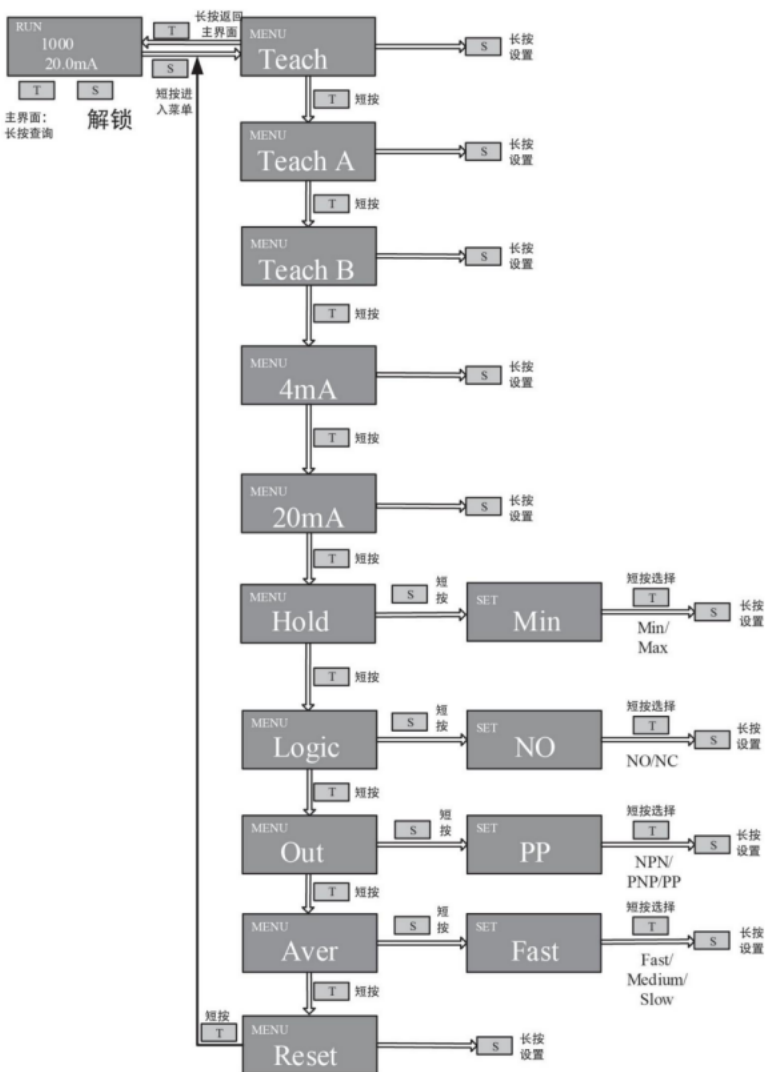 RUN
1000
20.0mA
T
S
主界面：
长按查询
解锁
长按返回
T
主界面
S
短按进
入菜单
MENU
Teach
S
长按
设置
T
短按
MENU
Teach A
S
长按
设置
T
短按
MENU
Teach B
S
长按
设置
T
短按
MENU
4mA
S
长按
设置
T
短按
MENU
20mA
S
长按
设置
T
短按
MENU
Hold
S
短
按
SET
Min
短按选择
T
Min/
Max
S
长按
设置
T
短按
MENU
Logic
S
短
按
SET
NO
短按选择
T
NO/NC
S
长按
设置
T
短按
MENU
Out
S
短
按
SET
PP
短按选择
T
NPN/
PNP/PP
S
长按
设置
T
短按
MENU
Aver
S
短
按
SET
Fast
短按选择
T
Fast/
Medium/
Slow
S
长按
设置
T
短按
短按
T
MENU
Reset
S
长按
设置